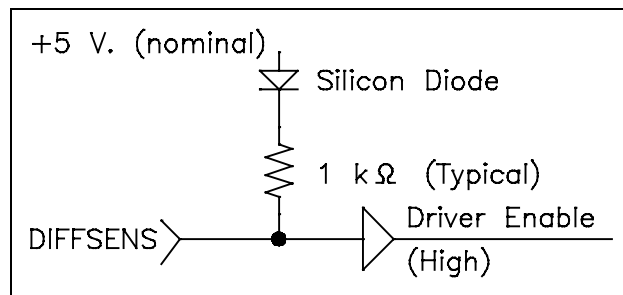 +5 V. (nominal)
Silicon Diode
1 kΩ (Typical)
DIFFSENS
Driver Enable
(High)